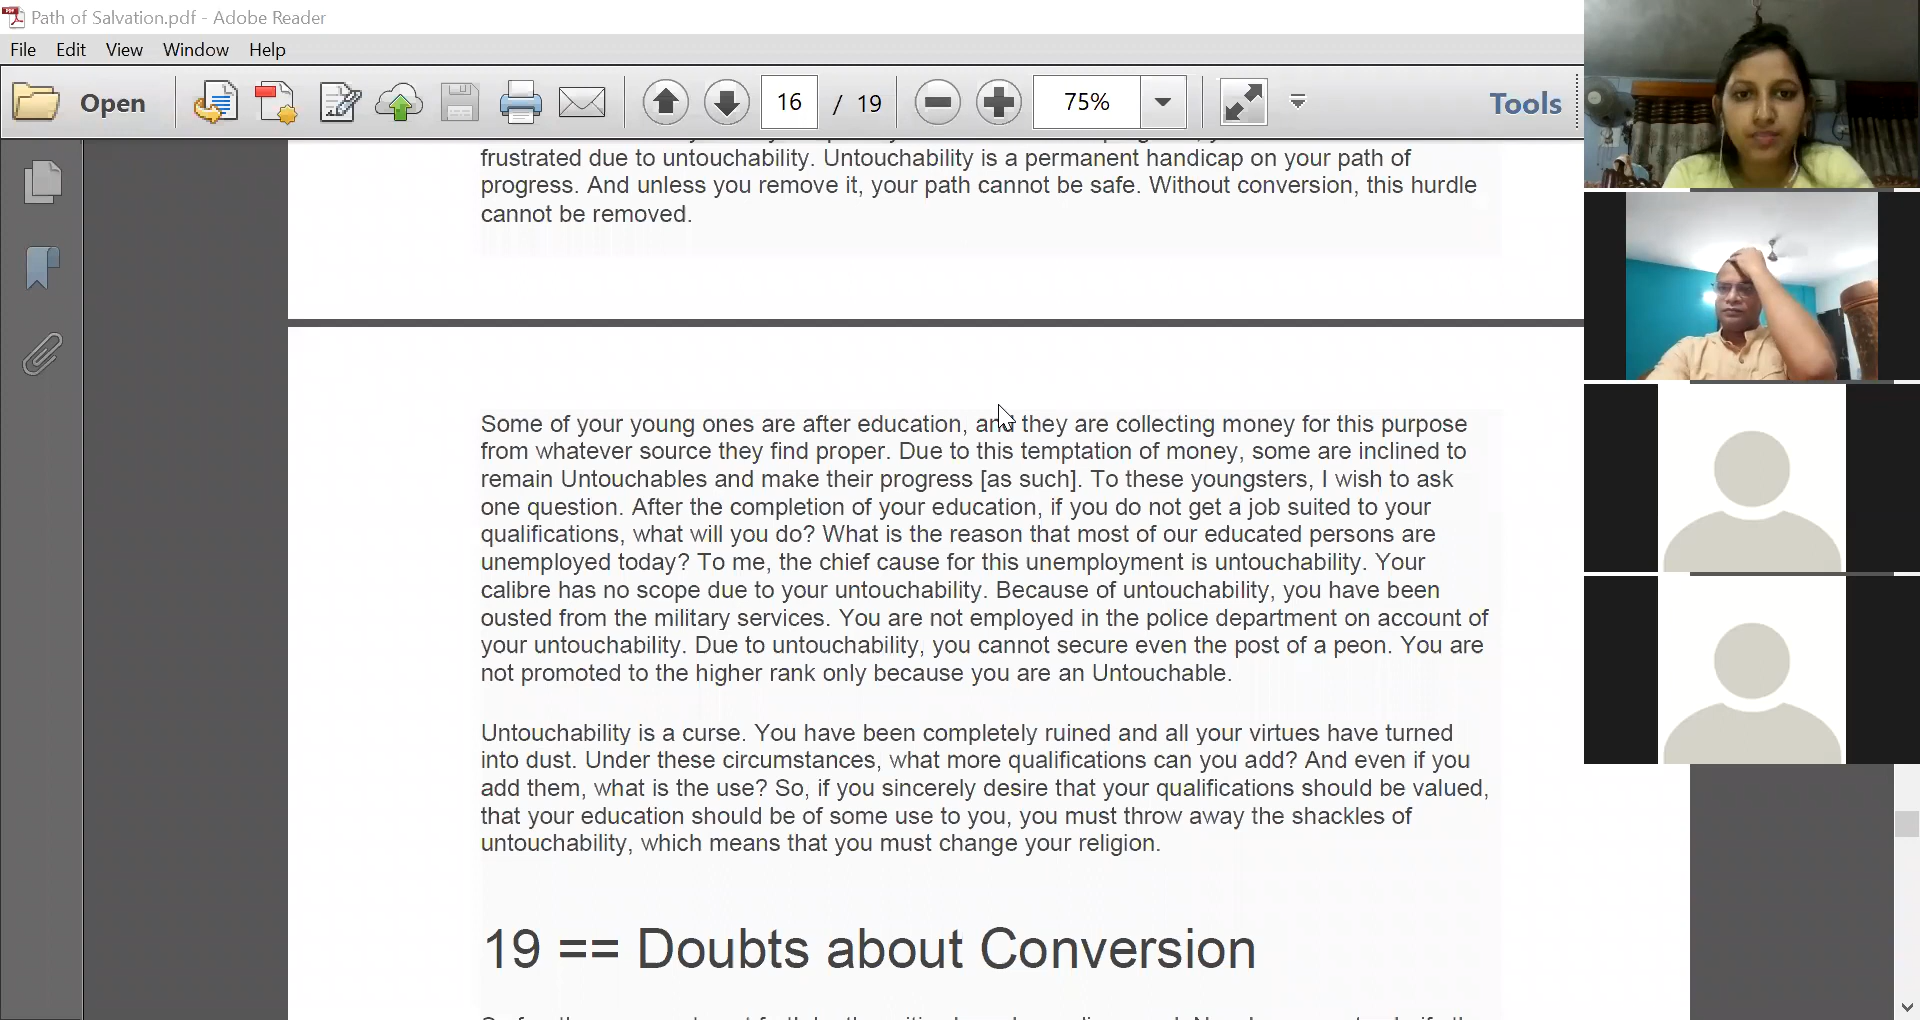 Path of Salvation.pdf - Adobe Reader
File Edit View Window Help
Open 16 / 19 75% Tools
frustrated due to untouchability. Untouchability is a permanent handicap on your path of
progress. And unless you remove it, your path cannot be safe. Without conversion, this hurdle
cannot be removed.
Some of your young ones are after education, and they are collecting money for this purpose
from whatever source they find proper. Due to this temptation of money, some are inclined to
remain Untouchables and make their progress [as such]. To these youngsters, I wish to ask
one question. After the completion of your education, if you do not get a job suited to your
qualifications, what will you do? What is the reason that most of our educated persons are
unemployed today? To me, the chief cause for this unemployment is untouchability. Your
calibre has no scope due to your untouchability. Because of untouchability, you have been
ousted from the military services. You are not employed in the police department on account of
your untouchability. Due to untouchability, you cannot secure even the post of a peon. You are
not promoted to the higher rank only because you are an Untouchable.
Untouchability is a curse. You have been completely ruined and all your virtues have turned
into dust. Under these circumstances, what more qualifications can you add? And even if you
add them, what is the use? So, if you sincerely desire that your qualifications should be valued,
that your education should be of some use to you, you must throw away the shackles of
untouchability, which means that you must change your religion.
19 == Doubts about Conversion